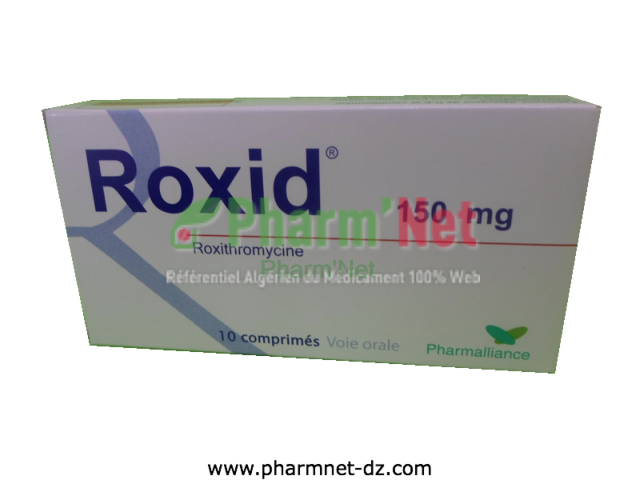 Roxid®
150 mg
Pharm'Net
Roxithromycine
Pharm'Net
Référentiel Algérien du Médicament 100% Web
10 comprimés Voie orale
Pharmalliance
www.pharmnet-dz.com